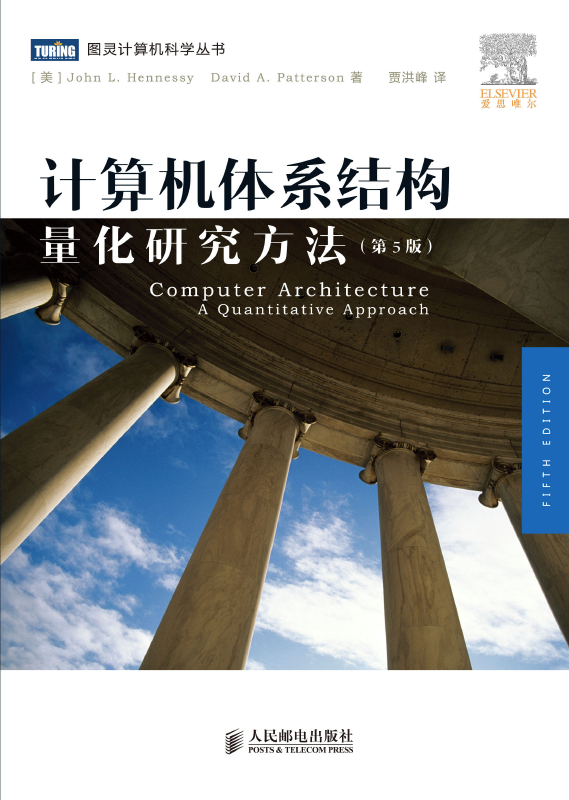 TURING 图灵计算机科学丛书
[美] John L. Hennessy David A. Patterson 著 贾洪峰 译
ELSEVIER
爱思唯尔
计算机体系结构
量化研究方法(第5版)
Computer Architecture
A Quantitative Approach
FIFTH EDITION
人民邮电出版社
POSTS & TELECOM PRESS